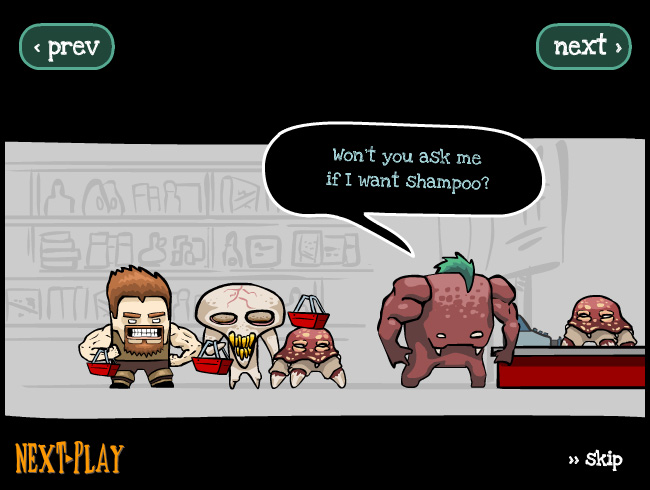 ‹ prev
next ›
Won't you ask me
if I want shampoo?
NEXT-PLAY
›› skip